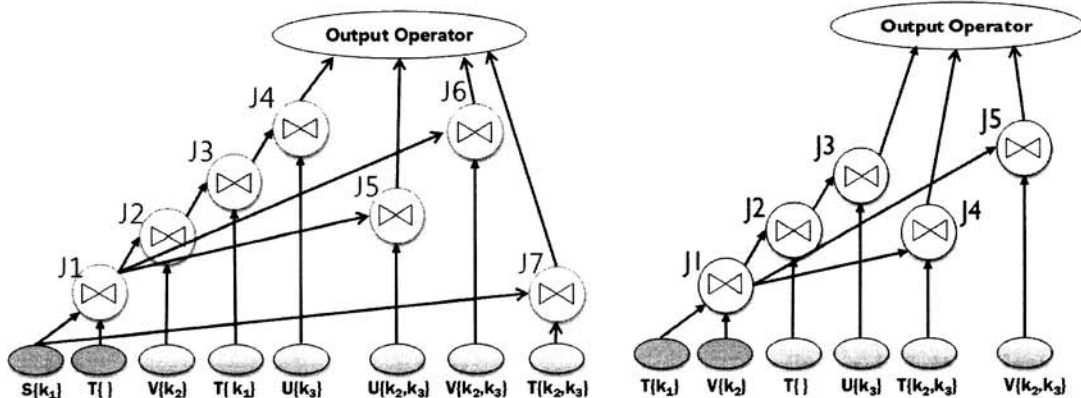 Output Operator
J4
J6
J3
J2
J5
J1
J7
S{k₁} T{ } V{k₂} T{ k₁} U{k₃} U{k₂,k₃} V{k₂,k₃} T{k₂,k₃}
Output Operator
J5
J3
J2
J4
J1
T{k₁} V{k₂} T{ } U{k₃} T{k₂,k₃} V{k₂,k₃}